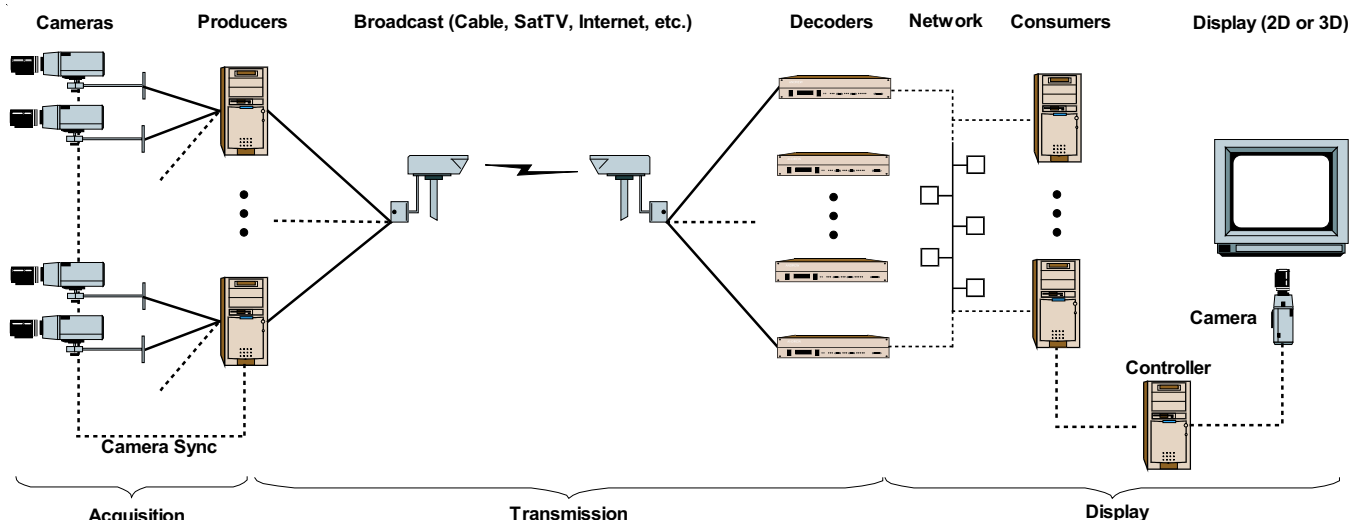 Cameras
Producers
Broadcast (Cable, SatTV, Internet, etc.)
Decoders
Network
Consumers
Display (2D or 3D)
Camera
Controller
Camera Sync
Acquisition
Transmission
Display